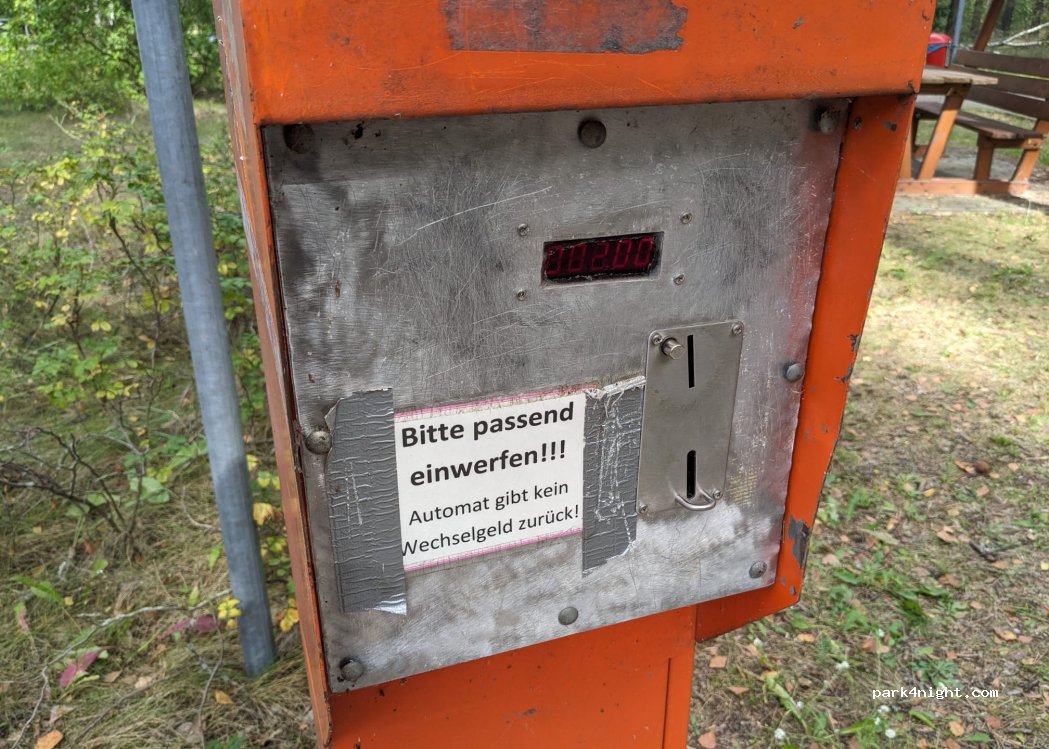 Bitte passend
einwerfen!!!
Automat gibt kein
Wechselgeld zurück!
park4night.com